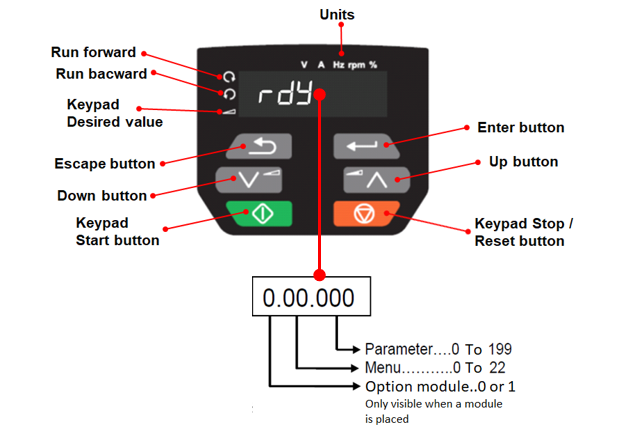 Units
Run forward
Run bacward
Keypad
Desired value
V A Hz rpm %
rdy
Enter button
Escape button
Up button
Down button
Keypad
Start button
Keypad Stop /
Reset button
0.00.000
Parameter....0 To 199
Menu...........0 To 22
Option module..0 or 1
Only visible when a module
is placed